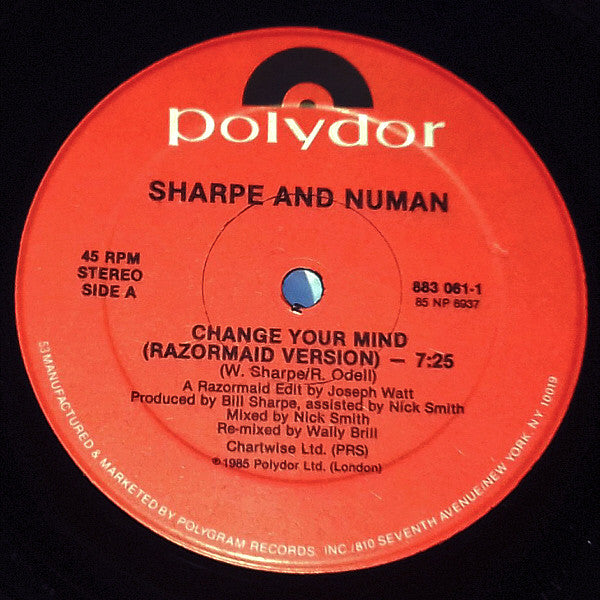 polydor
SHARPE AND NUMAN
45 RPM
STEREO
SIDE A
883 061-1
85 NP 6937
CHANGE YOUR MIND
(RAZORMAID VERSION) — 7:25
(W. Sharpe/R. Odell)
A Razormaid Edit by Joseph Watt
Produced by Bill Sharpe, assisted by Nick Smith
Mixed by Nick Smith
Re-mixed by Wally Brill
Chartwise Ltd. (PRS)
℗1985 Polydor Ltd. (London)
53 MANUFACTURED & MARKETED BY POLYGRAM RECORDS, INC./810 SEVENTH AVENUE/NEW YORK, NY 10019